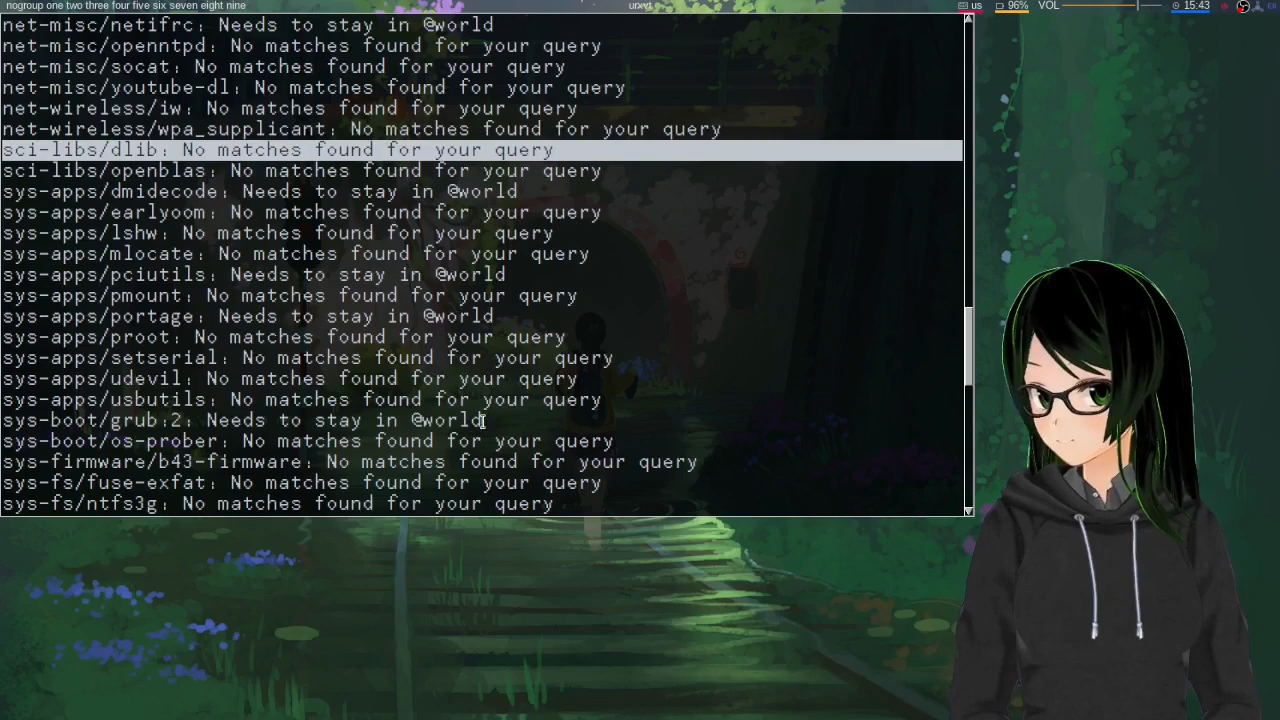 nogroup one two three four five six seven eight nine
urxvt
us 96% VOL 15:43
net-misc/netifrc: Needs to stay in @world
net-misc/openntpd: No matches found for your query
net-misc/socat: No matches found for your query
net-misc/youtube-dl: No matches found for your query
net-wireless/iw: No matches found for your query
net-wireless/wpa_supplicant: No matches found for your query
sci-libs/dlib: No matches found for your query
sci-libs/openblas: No matches found for your query
sys-apps/dmidecode: Needs to stay in @world
sys-apps/earlyoom: No matches found for your query
sys-apps/lshw: No matches found for your query
sys-apps/mlocate: No matches found for your query
sys-apps/pciutils: Needs to stay in @world
sys-apps/pmount: No matches found for your query
sys-apps/portage: Needs to stay in @world
sys-apps/proot: No matches found for your query
sys-apps/setserial: No matches found for your query
sys-apps/udevil: No matches found for your query
sys-apps/usbutils: No matches found for your query
sys-boot/grub:2: Needs to stay in @world
sys-boot/os-prober: No matches found for your query
sys-firmware/b43-firmware: No matches found for your query
sys-fs/fuse-exfat: No matches found for your query
sys-fs/ntfs3g: No matches found for your query